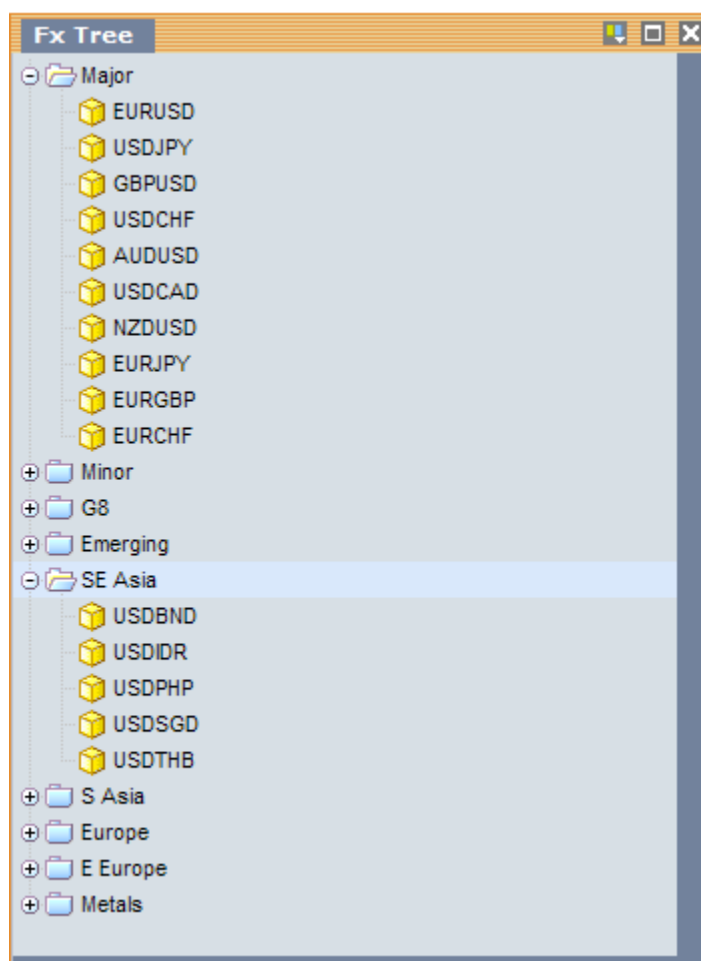 Fx Tree
Major
EURUSD
USDJPY
GBPUSD
USDCHF
AUDUSD
USDCAD
NZDUSD
EURJPY
EURGBP
EURCHF
Minor
G8
Emerging
SE Asia
USDBND
USDIDR
USDPHP
USDSGD
USDTHB
S Asia
Europe
E Europe
Metals